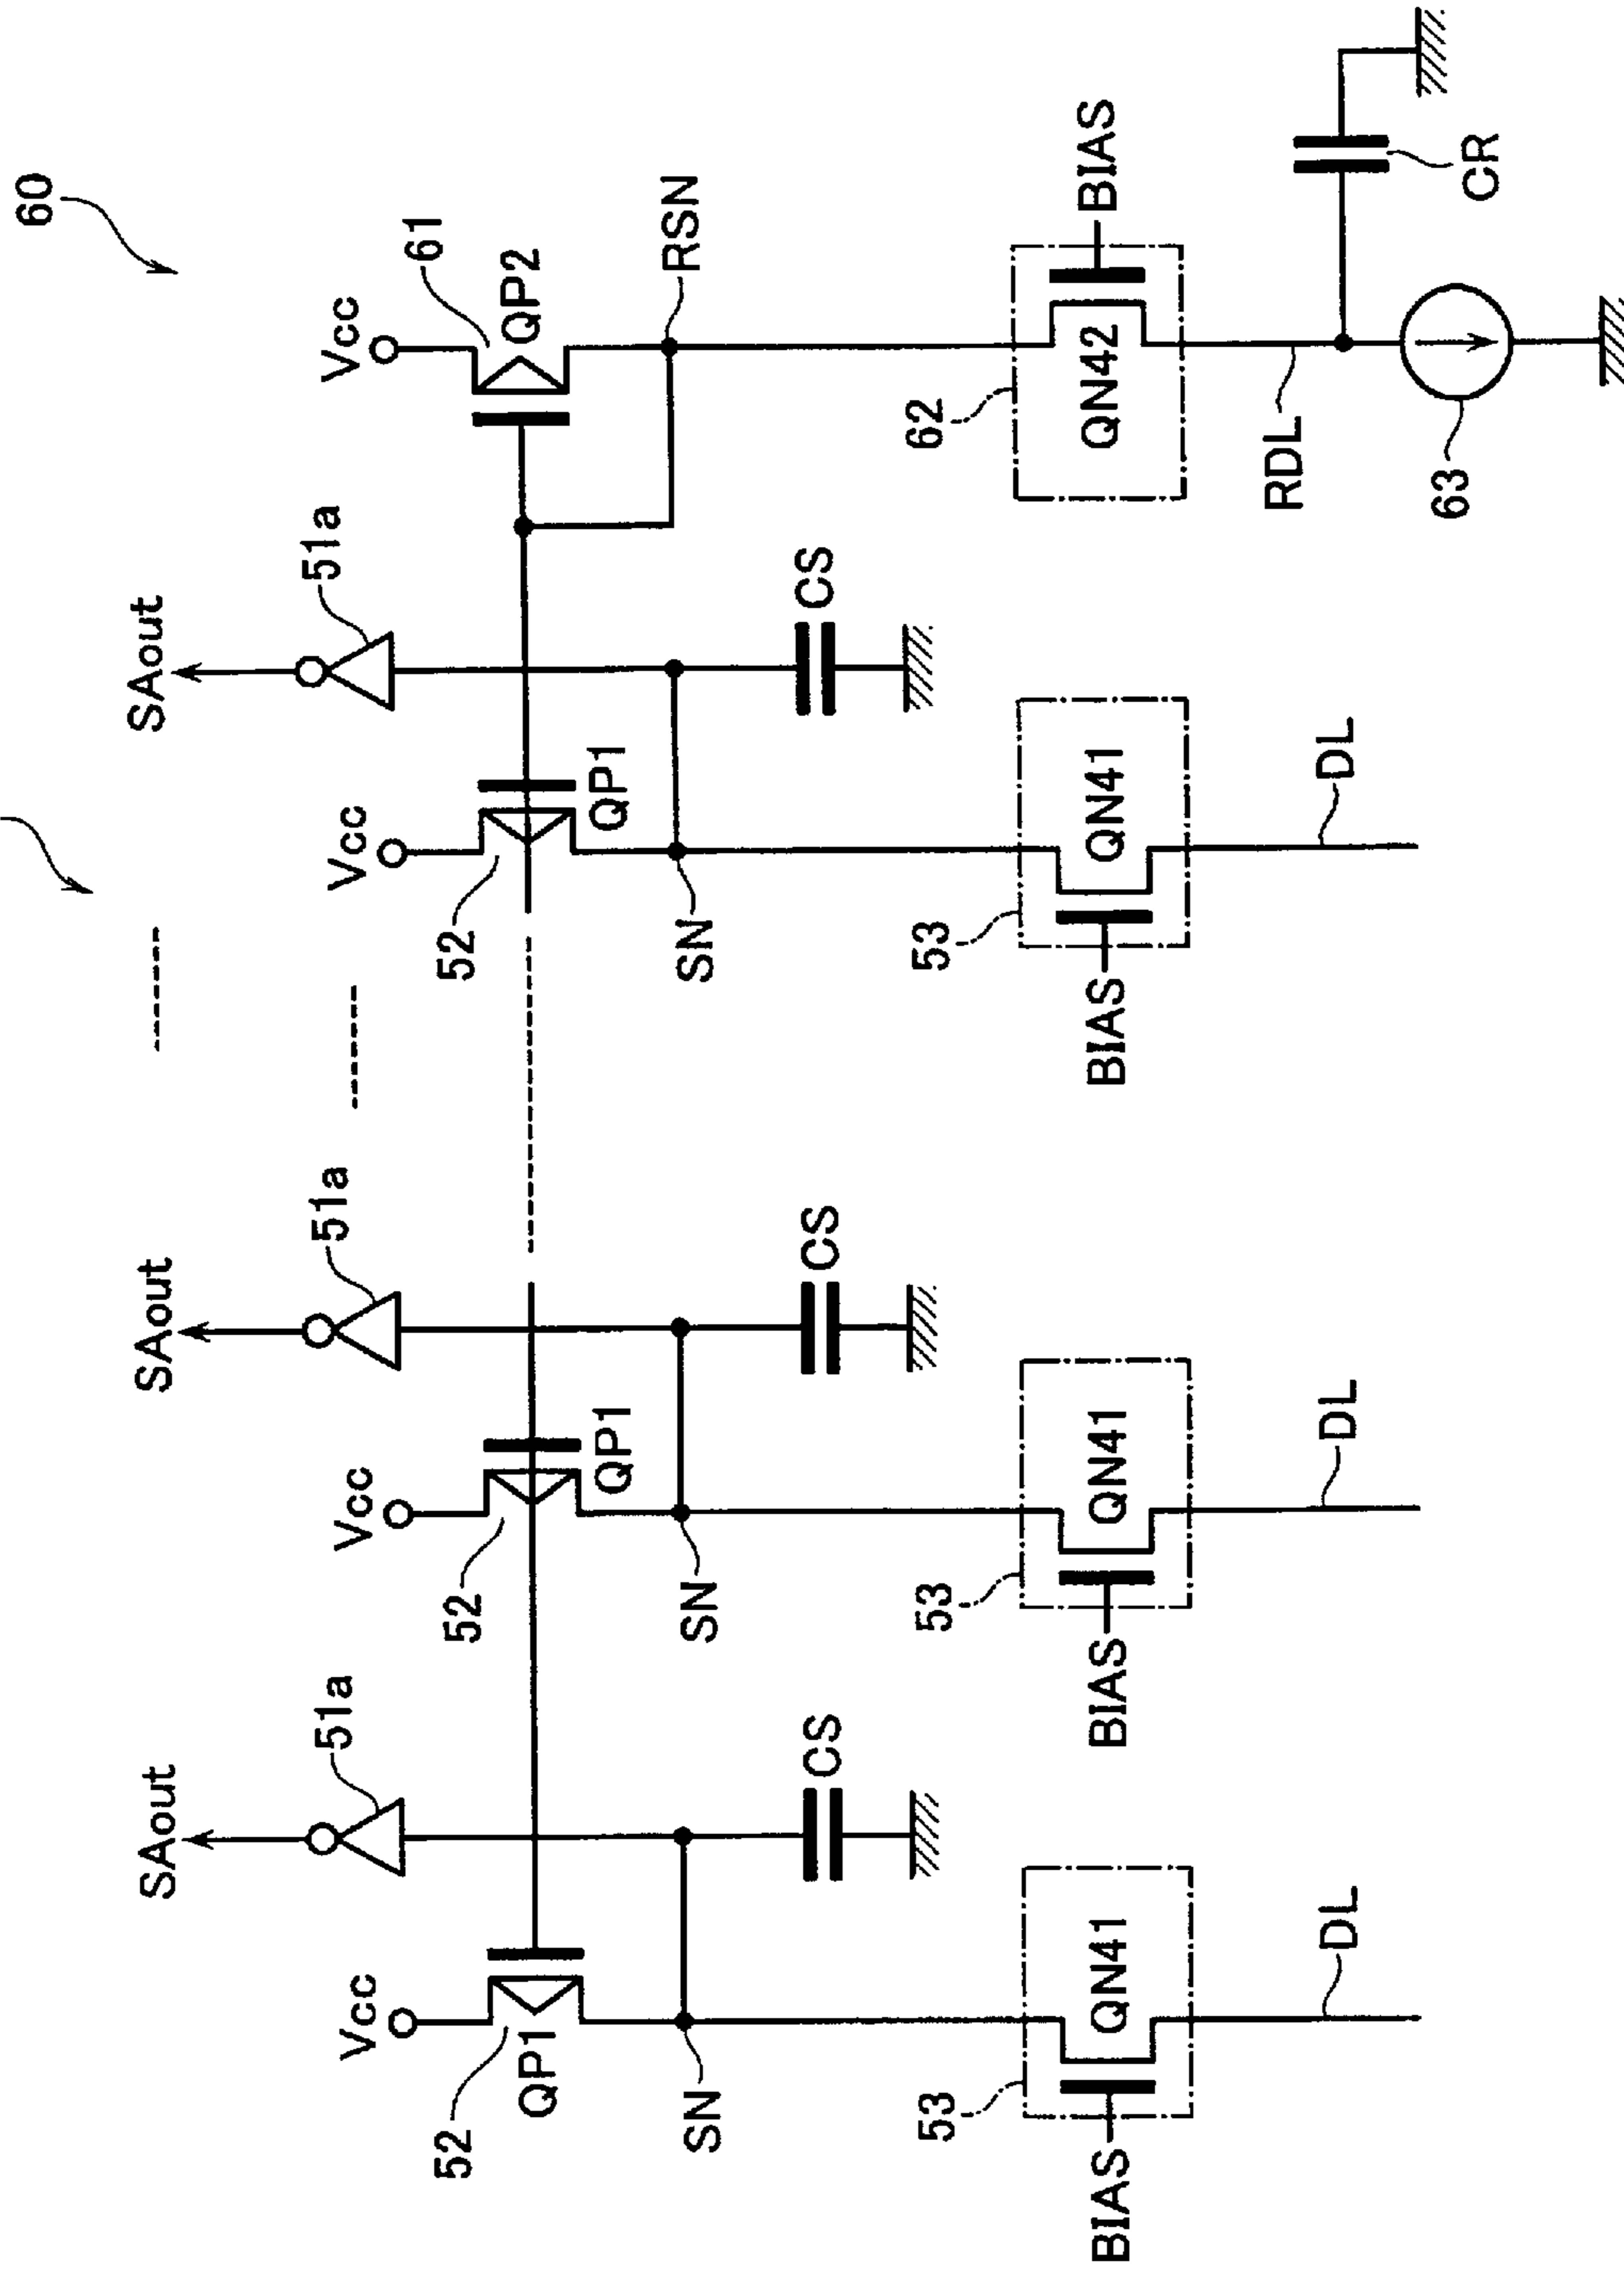 60
SAout
SAout
SAout
51a
51a
51a
Vcc
Vcc
Vcc
Vcc
61
QP2
52
QP1
52
QP1
52
QP1
RSN
SN
SN
SN
CS
CS
CS
62
QN42
BIAS
53
QN41
BIAS
53
QN41
BIAS
53
QN41
BIAS
DL
DL
DL
RDL
CR
63